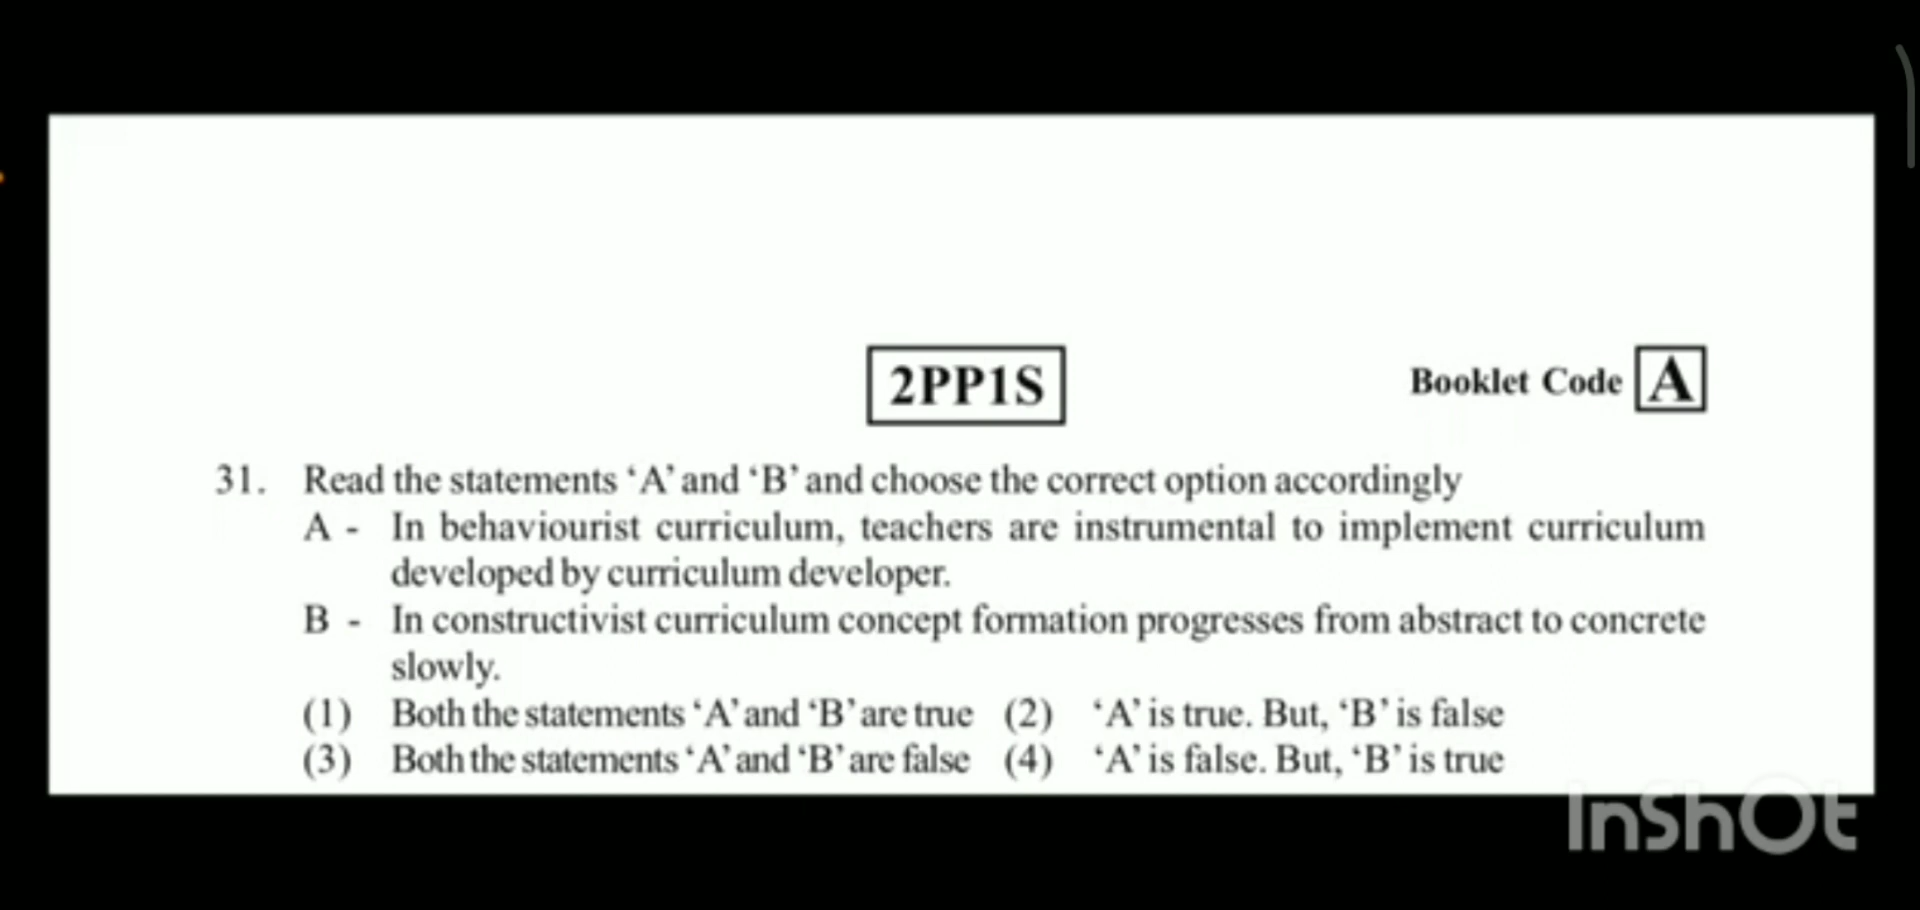 2PP1S
Booklet Code A
31. Read the statements ‘A’ and ‘B’ and choose the correct option accordingly
A - In behaviourist curriculum, teachers are instrumental to implement curriculum
developed by curriculum developer.
B - In constructivist curriculum concept formation progresses from abstract to concrete
slowly.
(1) Both the statements ‘A’ and ‘B’ are true (2) ‘A’ is true. But, ‘B’ is false
(3) Both the statements ‘A’ and ‘B’ are false (4) ‘A’ is false. But, ‘B’ is true
InShOt